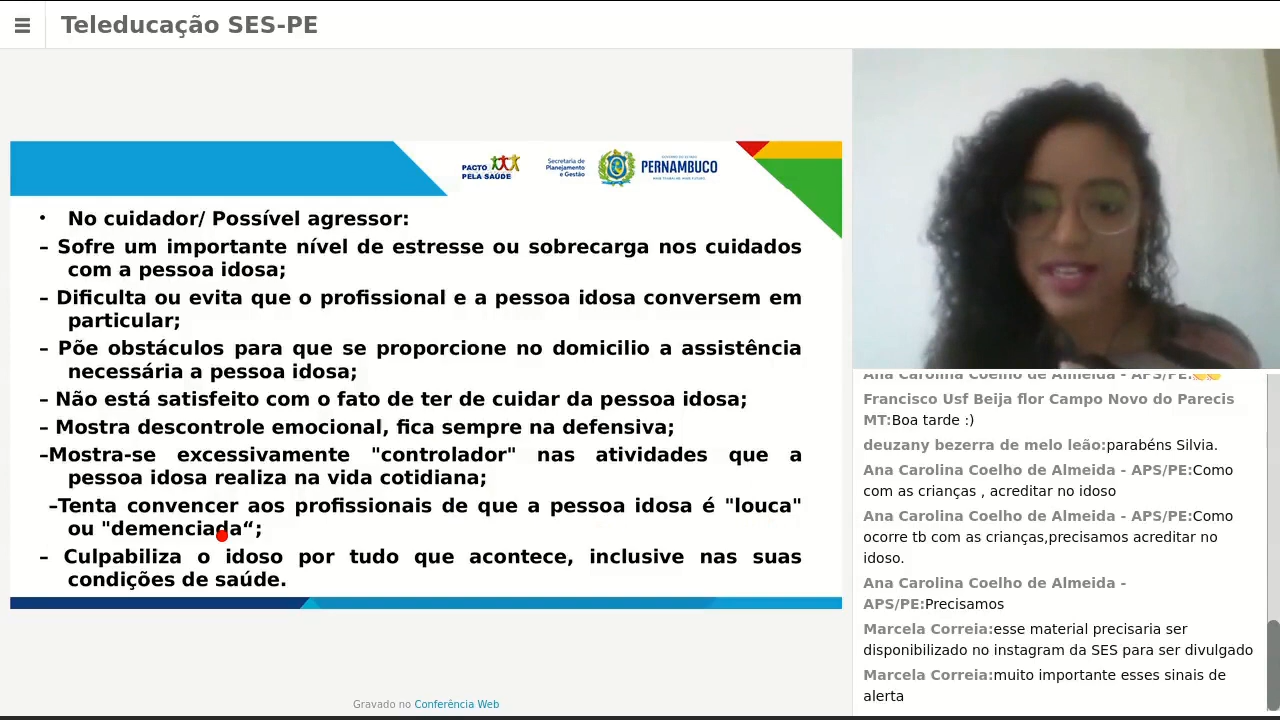 Teleducação SES-PE
PACTO
PELA SAÚDE
Secretaria de
Planejamento
e Gestão
PERNAMBUCO
• No cuidador/ Possível agressor:
– Sofre um importante nível de estresse ou sobrecarga nos cuidados
com a pessoa idosa;
– Dificulta ou evita que o profissional e a pessoa idosa conversem em
particular;
– Põe obstáculos para que se proporcione no domicilio a assistência
necessária a pessoa idosa;
– Não está satisfeito com o fato de ter de cuidar da pessoa idosa;
– Mostra descontrole emocional, fica sempre na defensiva;
–Mostra-se excessivamente "controlador" nas atividades que a
pessoa idosa realiza na vida cotidiana;
–Tenta convencer aos profissionais de que a pessoa idosa é "louca"
ou "demenciada“;
– Culpabiliza o idoso por tudo que acontece, inclusive nas suas
condições de saúde.
Gravado no Conferência Web
Ana Carolina Coelho de Almeida - APS/PE:
Francisco Usf Beija flor Campo Novo do Parecis
MT:Boa tarde :)
deuzany bezerra de melo leão:parabéns Silvia.
Ana Carolina Coelho de Almeida - APS/PE:Como
com as crianças , acreditar no idoso
Ana Carolina Coelho de Almeida - APS/PE:Como
ocorre tb com as crianças,precisamos acreditar no
idoso.
Ana Carolina Coelho de Almeida -
APS/PE:Precisamos
Marcela Correia:esse material precisaria ser
disponibilizado no instagram da SES para ser divulgado
Marcela Correia:muito importante esses sinais de
alerta